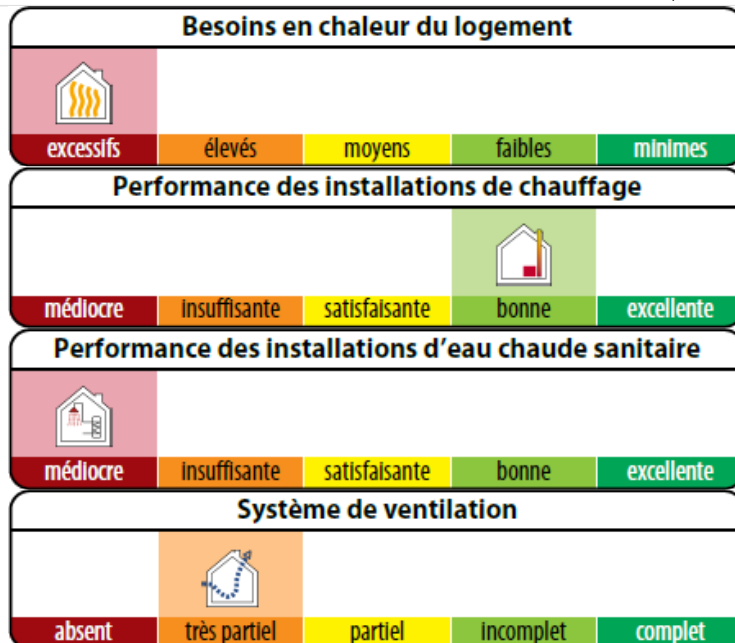 Besoins en chaleur du logement
excessifs élevés moyens faibles minimes
Performance des installations de chauffage
médiocre insuffisante satisfaisante bonne excellente
Performance des installations d’eau chaude sanitaire
médiocre insuffisante satisfaisante bonne excellente
Système de ventilation
absent très partiel partiel incomplet complet